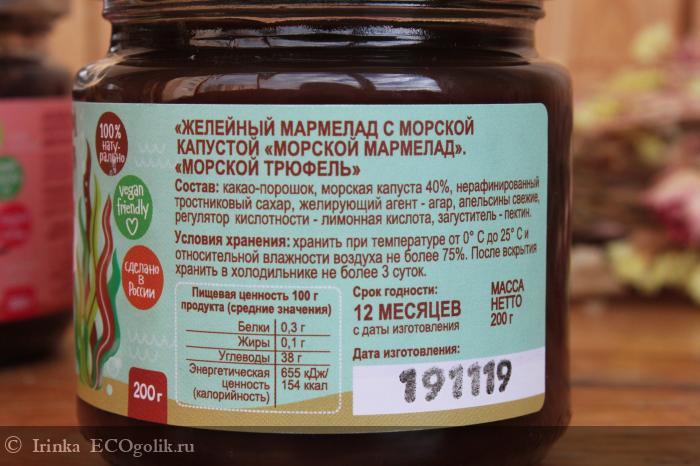 100%
нату-
рально
vegan
friendly
сделано
в России
200 г
«ЖЕЛЕЙНЫЙ МАРМЕЛАД С МОРСКОЙ
КАПУСТОЙ «МОРСКОЙ МАРМЕЛАД».
«МОРСКОЙ ТРЮФЕЛЬ»
Состав: какао-порошок, морская капуста 40%, нерафинированный
тростниковый сахар, желирующий агент - агар, апельсины свежие,
регулятор кислотности - лимонная кислота, загуститель - пектин.
Условия хранения: хранить при температуре от 0° С до 25° С и
относительной влажности воздуха не более 75%. После вскрытия
хранить в холодильнике не более 3 суток.
Пищевая ценность 100 г
продукта (средние значения)
Белки 0,3 г
Жиры 0,1 г
Углеводы 38 г
Энергетическая 655 кДж/
ценность 154 ккал
(калорийность)
Срок годности:
12 МЕСЯЦЕВ
с даты изготовления
МАССА
НЕТТО
200 г
Дата изготовления:
191119
© Irinka ECOgolik.ru